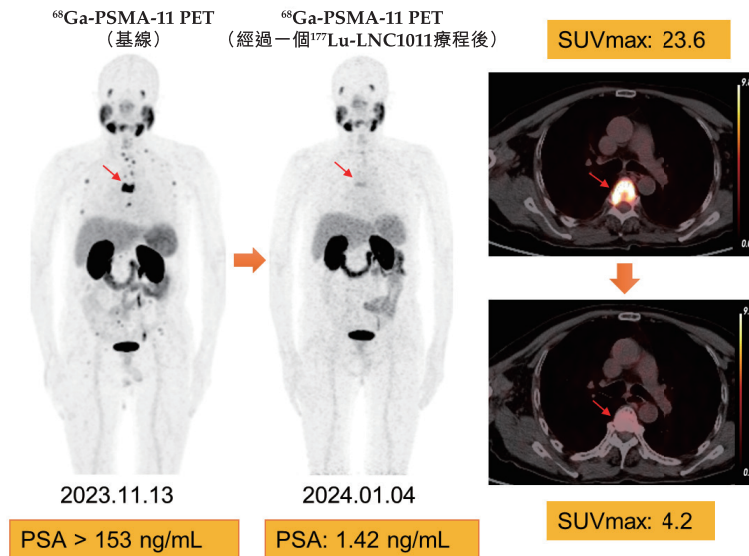 ⁶⁸Ga-PSMA-11 PET
（基線）
⁶⁸Ga-PSMA-11 PET
（經過一個¹⁷⁷Lu-LNC1011療程後）
SUVmax: 23.6
2023.11.13
2024.01.04
PSA > 153 ng/mL
PSA: 1.42 ng/mL
SUVmax: 4.2